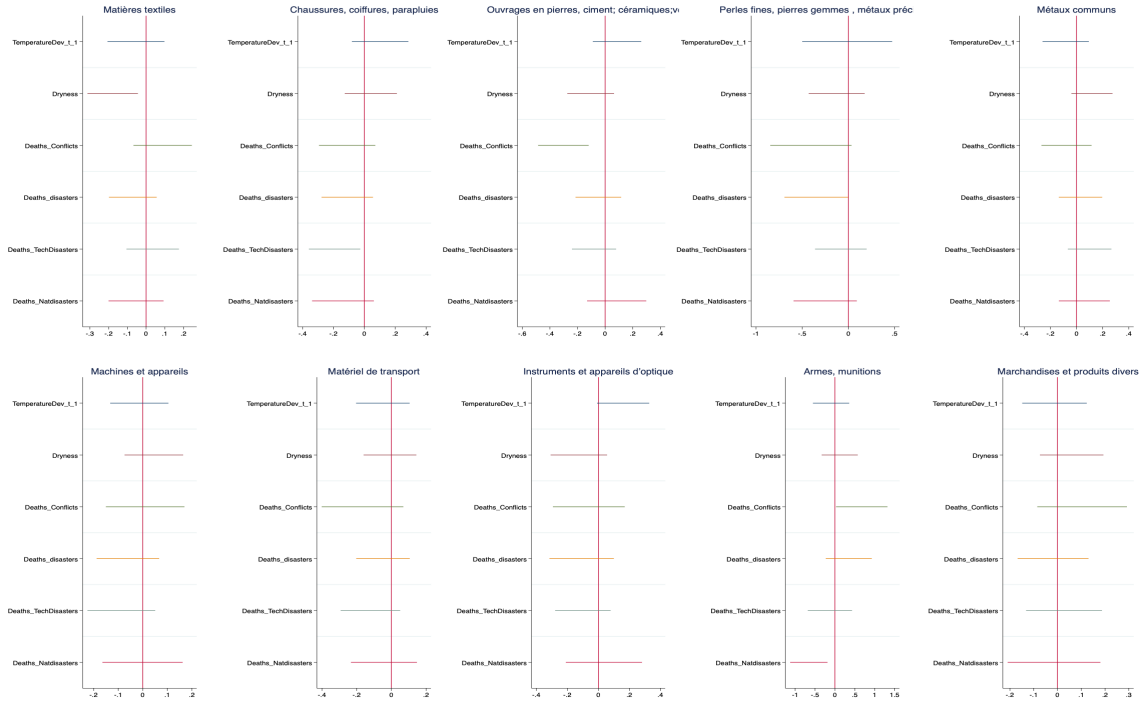 Matières textiles
TemperatureDev_t_1
Dryness
Deaths_Conflicts
Deaths_disasters
Deaths_TechDisasters
Deaths_Natdisasters
-.3 -.2 -.1 0 .1 .2
Chaussures, coiffures, parapluies
TemperatureDev_t_1
Dryness
Deaths_Conflicts
Deaths_disasters
Deaths_TechDisasters
Deaths_Natdisasters
-.4 -.2 0 .2 .4
Ouvrages en pierres, ciment; céramiques;v
TemperatureDev_t_1
Dryness
Deaths_Conflicts
Deaths_disasters
Deaths_TechDisasters
Deaths_Natdisasters
-.6 -.4 -.2 0 .2 .4
Perles fines, pierres gemmes , métaux préc
TemperatureDev_t_1
Dryness
Deaths_Conflicts
Deaths_disasters
Deaths_TechDisasters
Deaths_Natdisasters
-1 -.5 0 .5
Métaux communs
TemperatureDev_t_1
Dryness
Deaths_Conflicts
Deaths_disasters
Deaths_TechDisasters
Deaths_Natdisasters
-.4 -.2 0 .2 .4
Machines et appareils
TemperatureDev_t_1
Dryness
Deaths_Conflicts
Deaths_disasters
Deaths_TechDisasters
Deaths_Natdisasters
-.2 -.1 0 .1 .2
Matériel de transport
TemperatureDev_t_1
Dryness
Deaths_Conflicts
Deaths_disasters
Deaths_TechDisasters
Deaths_Natdisasters
-.4 -.2 0 .2
Instruments et appareils d'optique
TemperatureDev_t_1
Dryness
Deaths_Conflicts
Deaths_disasters
Deaths_TechDisasters
Deaths_Natdisasters
-.4 -.2 0 .2 .4
Armes, munitions
TemperatureDev_t_1
Dryness
Deaths_Conflicts
Deaths_disasters
Deaths_TechDisasters
Deaths_Natdisasters
-1 -.5 0 .5 1 1.5
Marchandises et produits divers
TemperatureDev_t_1
Dryness
Deaths_Conflicts
Deaths_disasters
Deaths_TechDisasters
Deaths_Natdisasters
-.2 -.1 0 .1 .2 .3